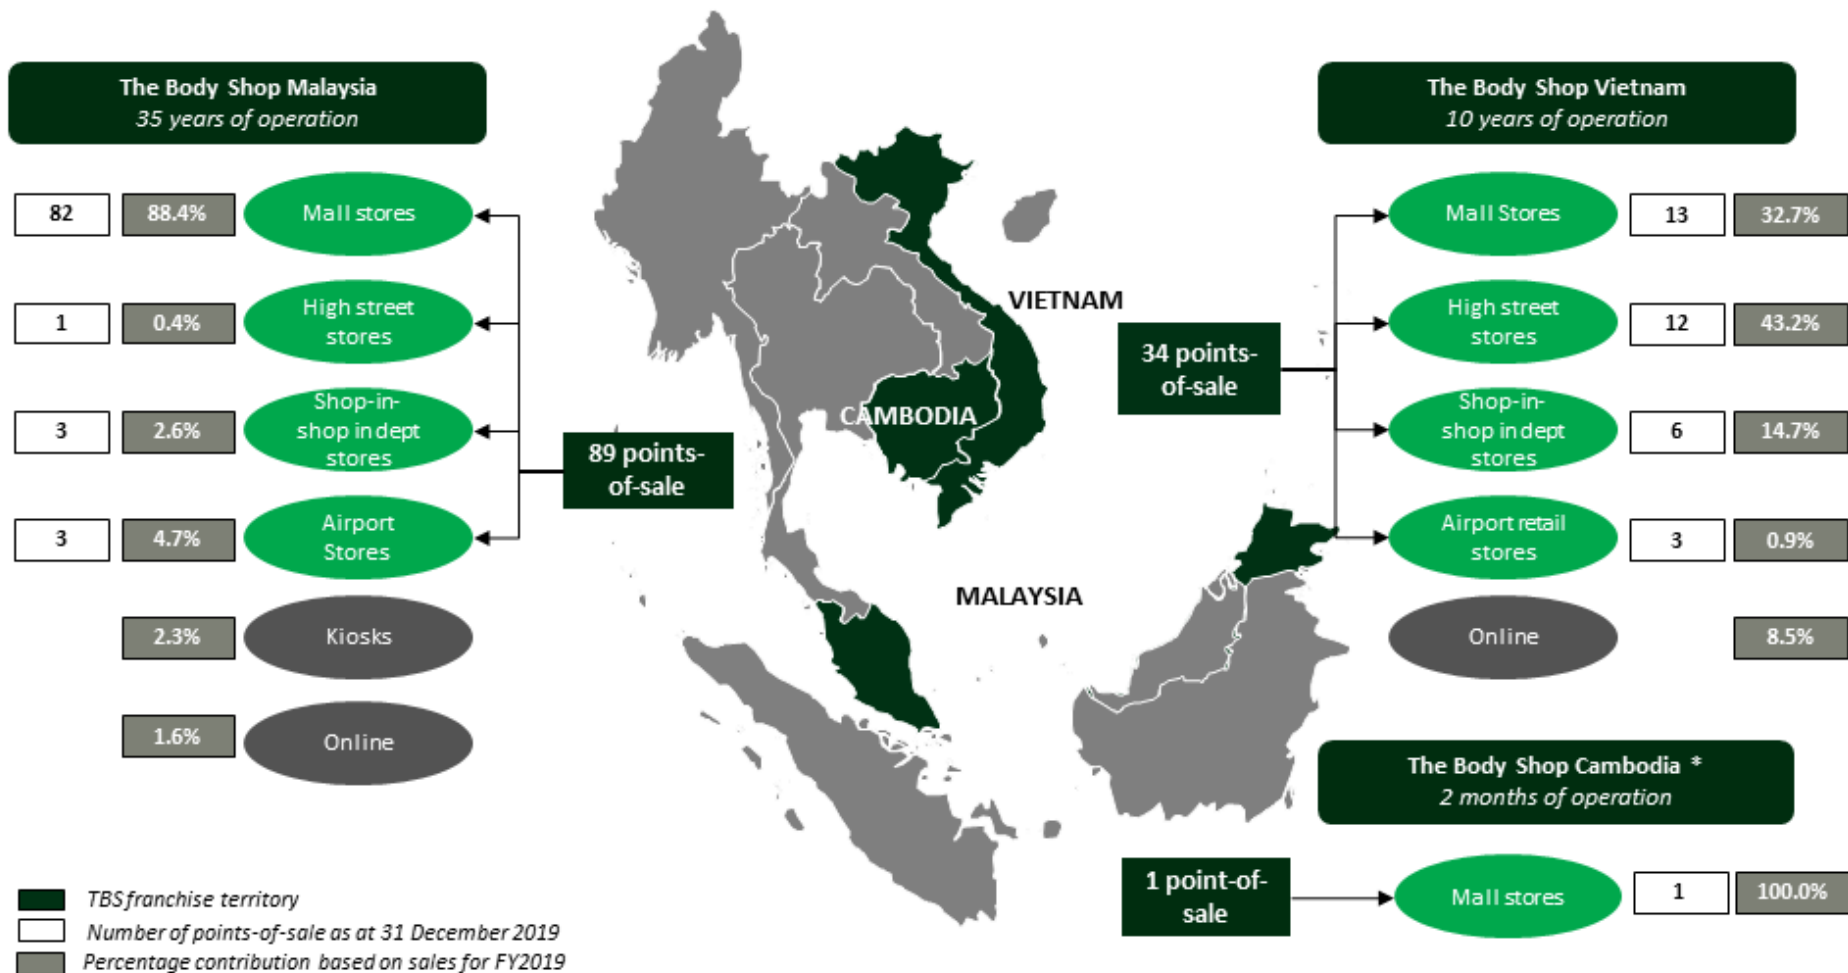 The Body Shop Malaysia
35 years of operation
82
88.4%
Mall stores
1
0.4%
High street
stores
3
2.6%
Shop-in-
shop in dept
stores
3
4.7%
Airport
Stores
2.3%
Kiosks
1.6%
Online
89 points-
of-sale
VIETNAM
CAMBODIA
MALAYSIA
The Body Shop Vietnam
10 years of operation
34 points-
of-sale
Mall Stores
13
32.7%
High street
stores
12
43.2%
Shop-in-
shop in dept
stores
6
14.7%
Airport retail
stores
3
0.9%
Online
8.5%
The Body Shop Cambodia *
2 months of operation
1 point-of-
sale
Mall stores
1
100.0%
TBS franchise territory
Number of points-of-sale as at 31 December 2019
Percentage contribution based on sales for FY2019